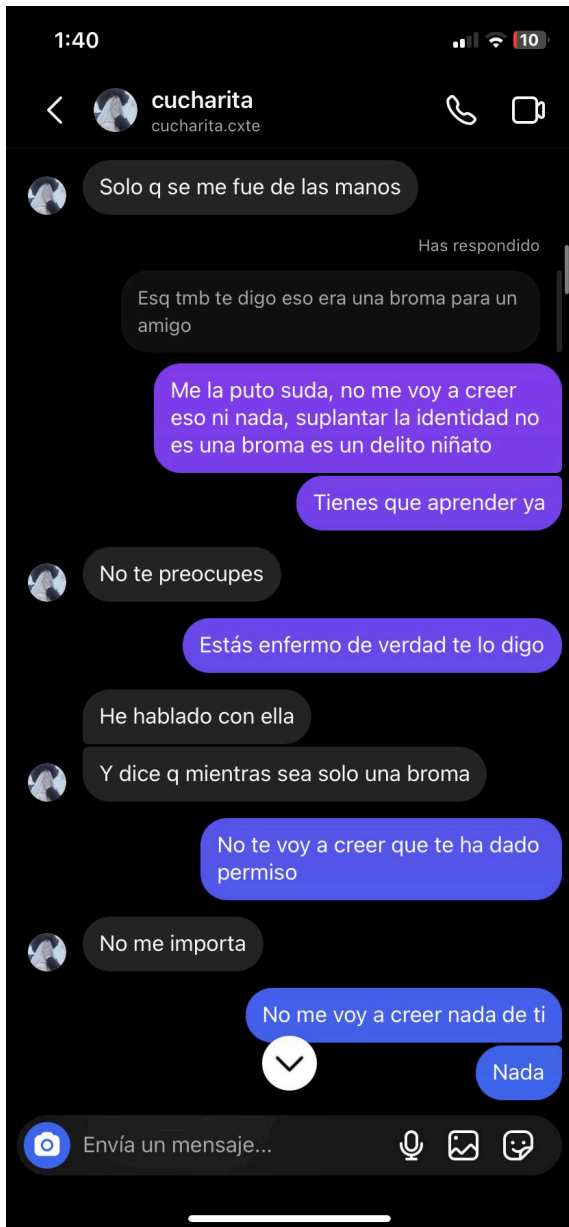 1:40
10
cucharita
cucharita.cxte
Solo q se me fue de las manos
Has respondido
Esq tmb te digo eso era una broma para un
amigo
Me la puto suda, no me voy a creer
eso ni nada, suplantar la identidad no
es una broma es un delito niñato
Tienes que aprender ya
No te preocupes
Estás enfermo de verdad te lo digo
He hablado con ella
Y dice q mientras sea solo una broma
No te voy a creer que te ha dado
permiso
No me importa
No me voy a creer nada de ti
Nada
Envía un mensaje...